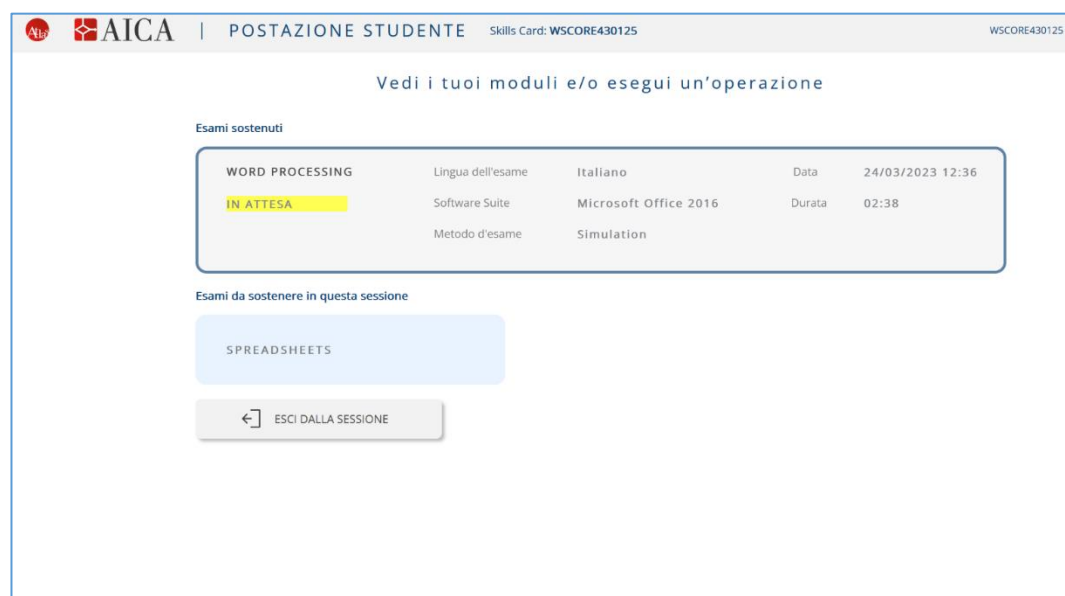 AICA | POSTAZIONE STUDENTE Skills Card: WSCORE430125 WSCORE430125
Vedi i tuoi moduli e/o esegui un'operazione
Esami sostenuti
WORD PROCESSING Lingua dell'esame Italiano Data 24/03/2023 12:36
IN ATTESA Software Suite Microsoft Office 2016 Durata 02:38
Metodo d'esame Simulation
Esami da sostenere in questa sessione
SPREADSHEETS
ESCI DALLA SESSIONE